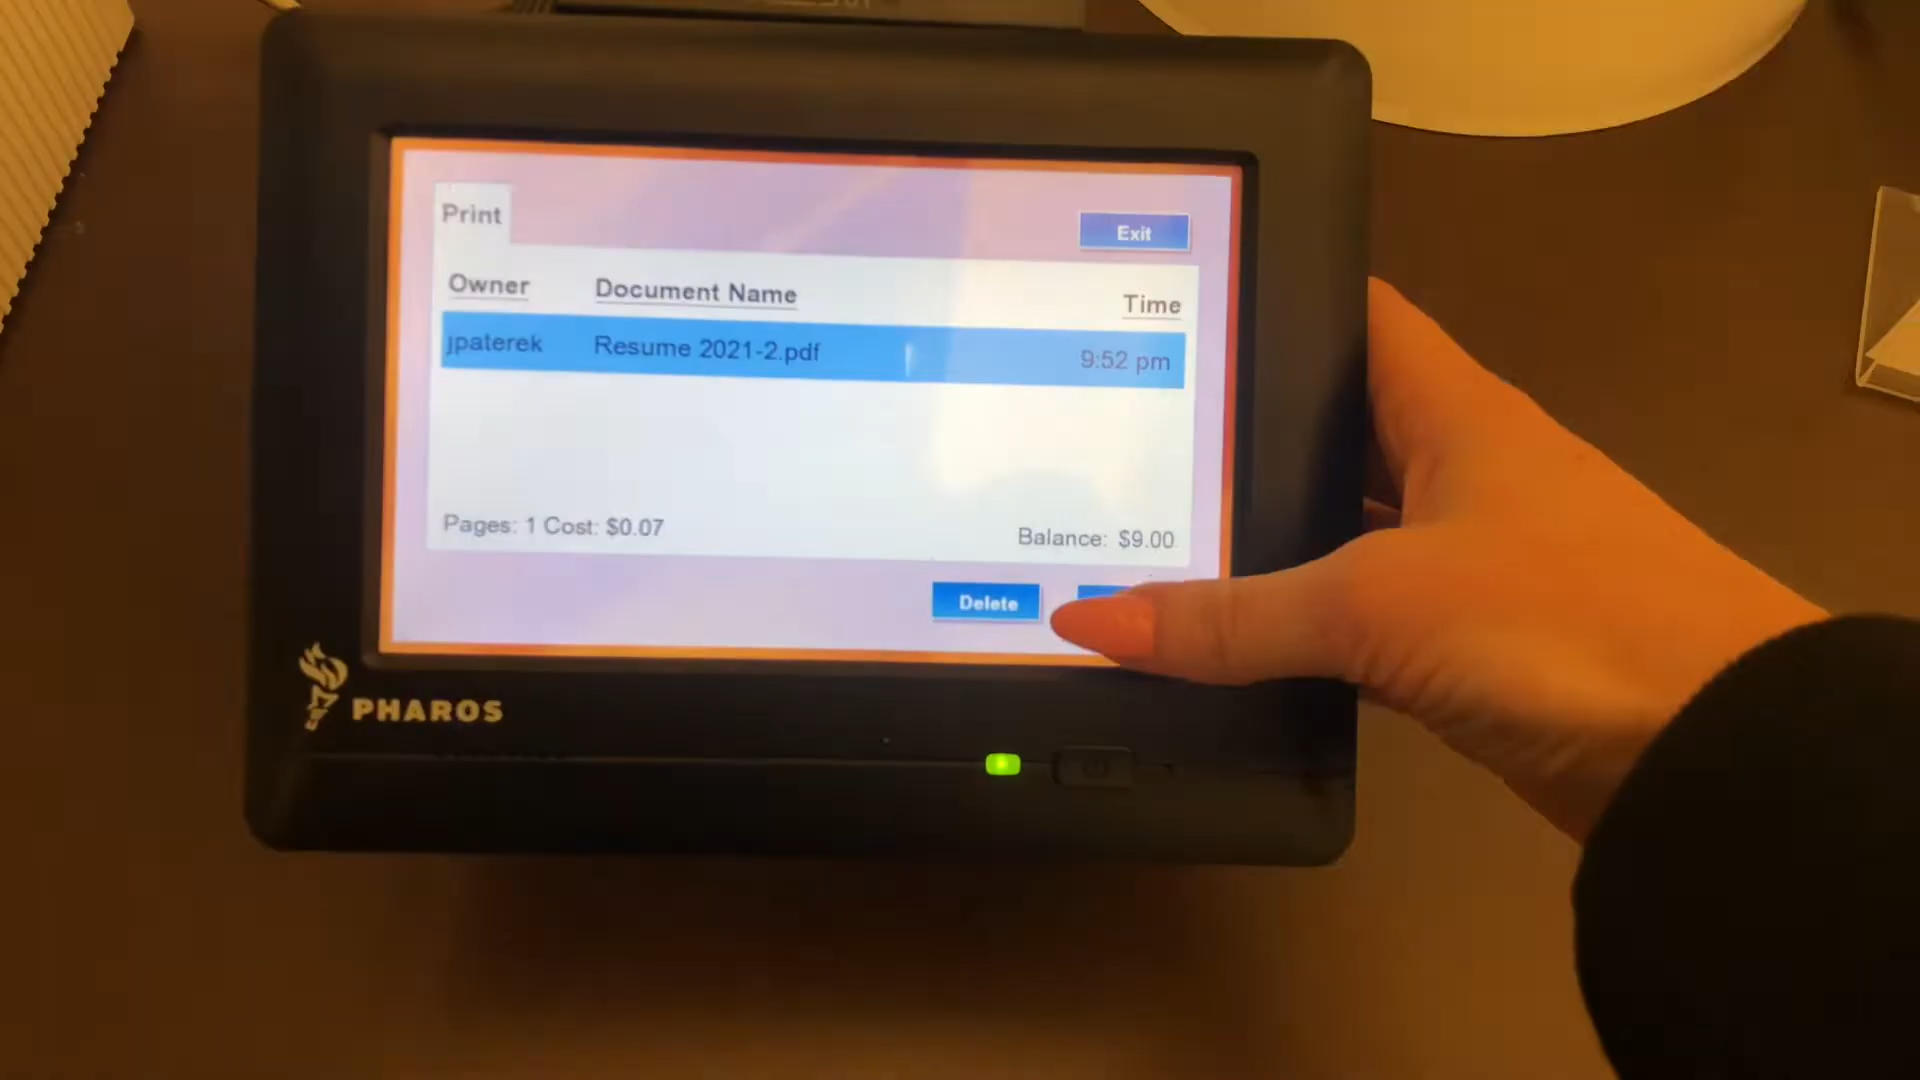 Print
Exit
Owner Document Name Time
jpaterek Resume 2021-2.pdf 9:52 pm
Pages: 1 Cost: $0.07 Balance: $9.00
Delete
PHAROS